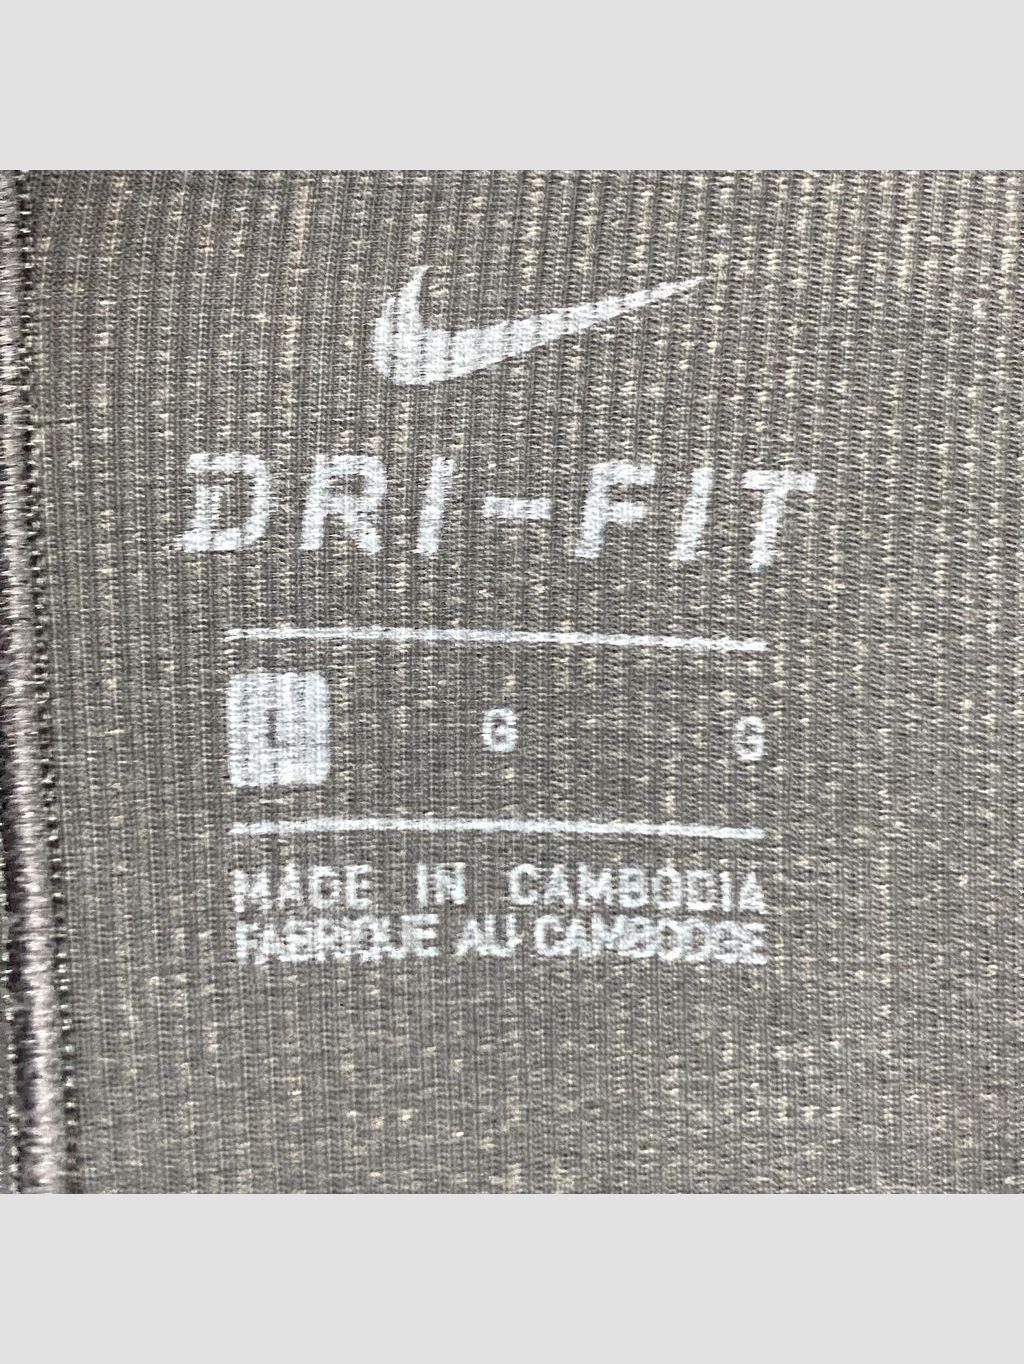 DRI-FIT
L G G
MADE IN CAMBODIA
FABRIQUE AU CAMBODGE